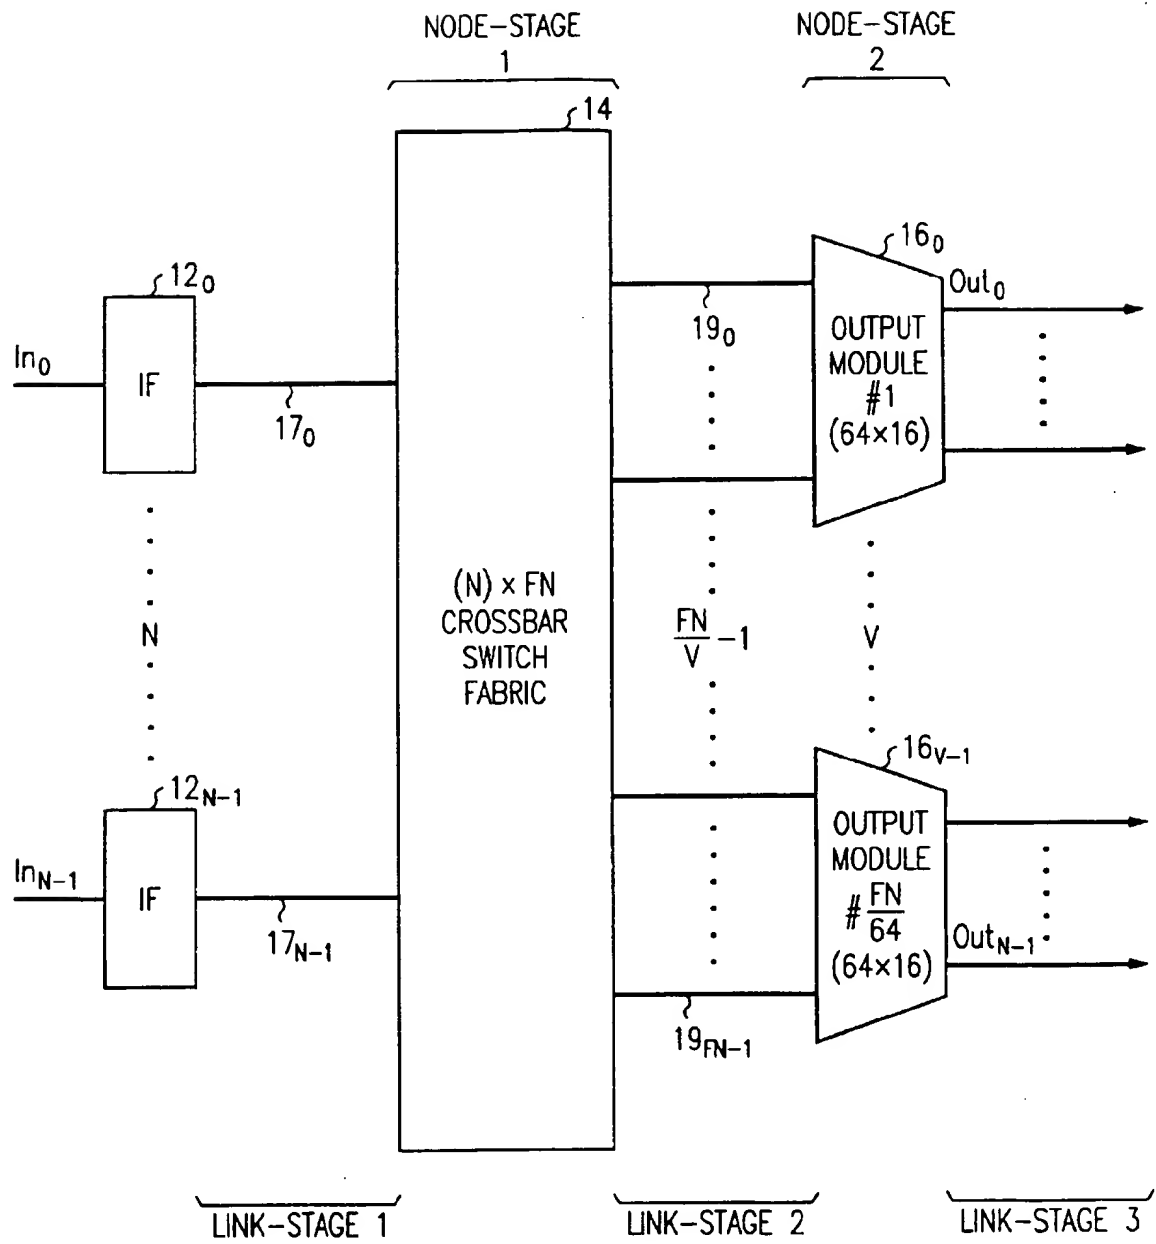 NODE-STAGE
1
NODE-STAGE
2
14
12₀
In₀
IF
17₀
N
12N-1
InN-1
IF
17N-1
(N) × FN
CROSSBAR
SWITCH
FABRIC
19₀
FN/V -1
19FN-1
16₀
OUTPUT
MODULE
#1
(64×16)
Out₀
V
16V-1
OUTPUT
MODULE
# FN/64
(64×16)
OutN-1
LINK-STAGE 1
LINK-STAGE 2
LINK-STAGE 3